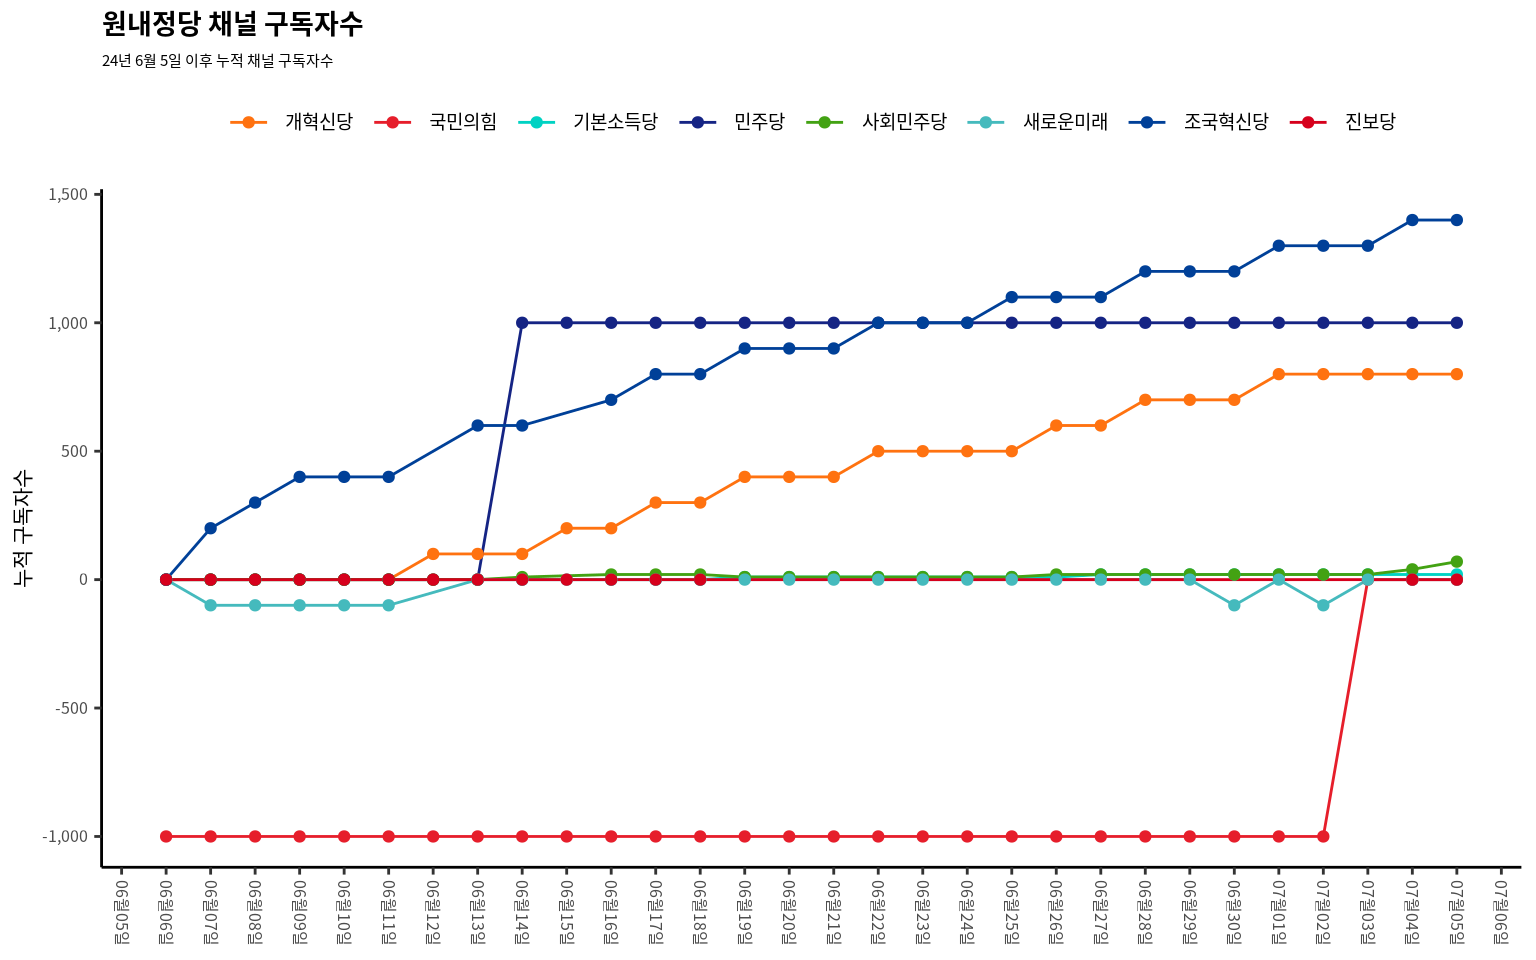 원내정당 채널 구독자수
24년 6월 5일 이후 누적 채널 구독자수
개혁신당 국민의힘 기본소득당 민주당 사회민주당 새로운미래 조국혁신당 진보당
누적 구독자수
1,500
1,000
500
0
-500
-1,000
06월05일 06월06일 06월07일 06월08일 06월09일 06월10일 06월11일 06월12일 06월13일 06월14일 06월15일 06월16일 06월17일 06월18일 06월19일 06월20일 06월21일 06월22일 06월23일 06월24일 06월25일 06월26일 06월27일 06월28일 06월29일 06월30일 07월01일 07월02일 07월03일 07월04일 07월05일 07월06일